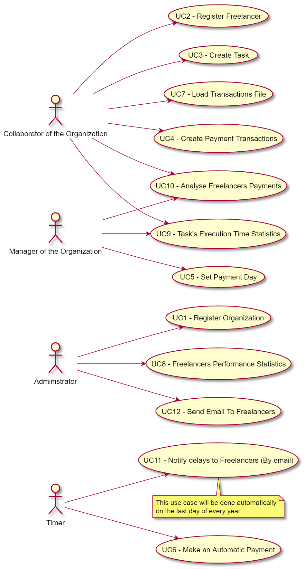 UC2 - Register Freelancer
UC3 - Create Task
UC7 - Load Transactions File
Collaborator of the Organization
UC4 - Create Payment Transactions
UC10 - Analyse Freelancers Payments
UC9 - Task's Execution Time Statistics
Manager of the Organization
UC5 - Set Payment Day
UC1 - Register Organization
UC8 - Freelancers Performance Statistics
Administrator
UC12 - Send Email To Freelancers
UC11 - Notify delays to Freelancers (By email)
This use case will be done automatically
on the last day of every year.
Timer
UC6 - Make an Automatic Payment